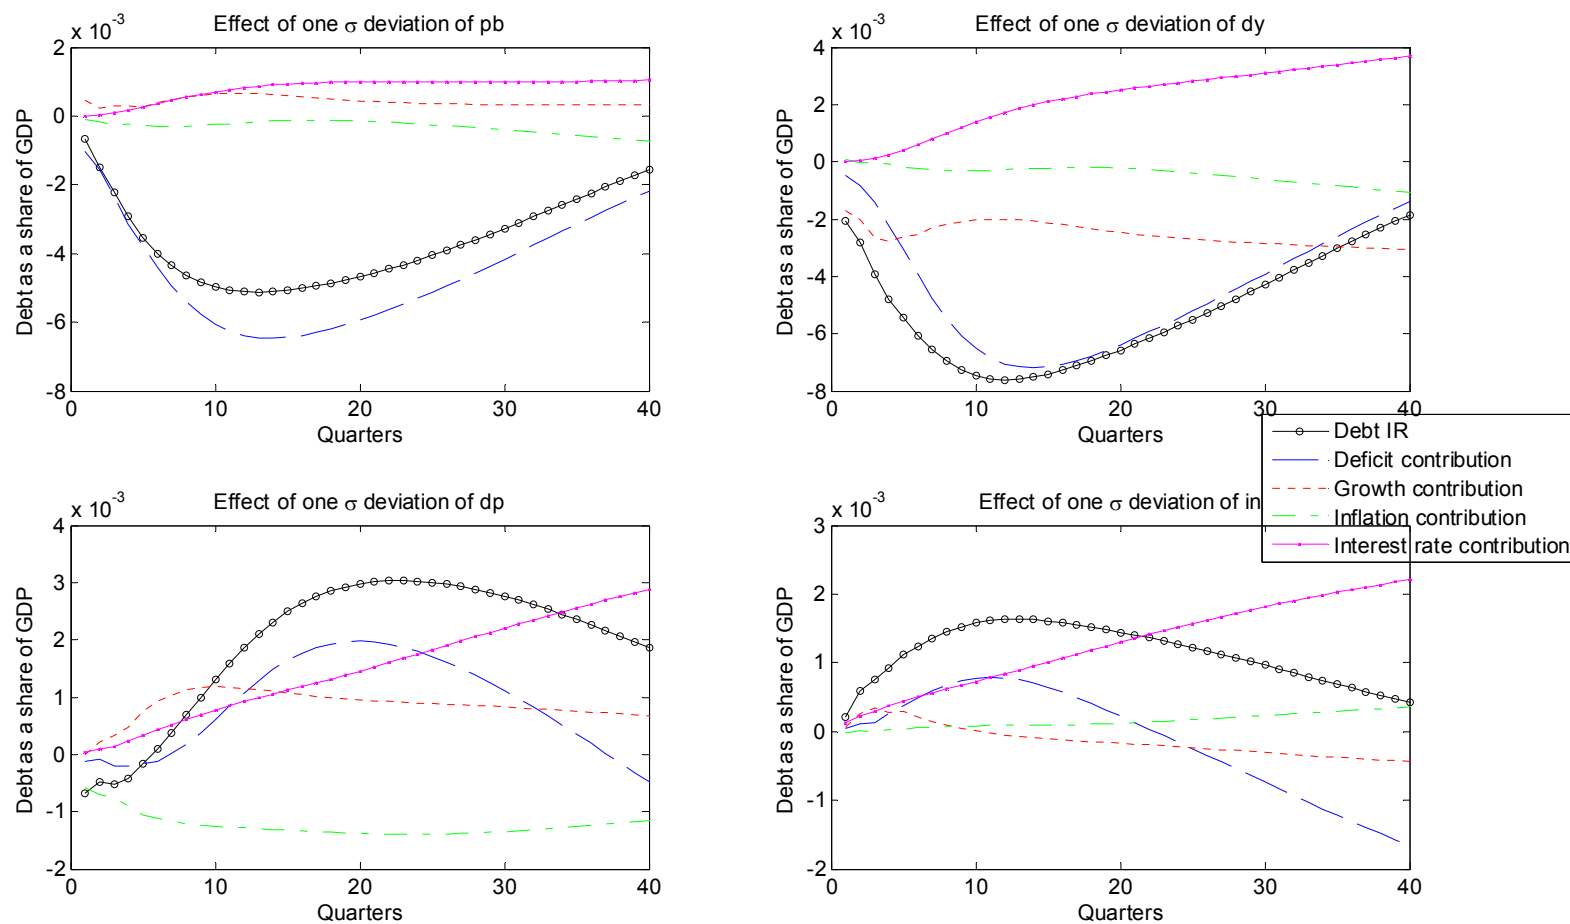 x 10-3
Effect of one σ deviation of pb
2
0
-2
-4
-6
-8
Debt as a share of GDP
0 10 20 30 40
Quarters
x 10-3
Effect of one σ deviation of dy
4
2
0
-2
-4
-6
-8
Debt as a share of GDP
0 10 20 30 40
Quarters
Debt IR
Deficit contribution
Growth contribution
Inflation contribution
Interest rate contribution
x 10-3
Effect of one σ deviation of dp
4
3
2
1
0
-1
-2
Debt as a share of GDP
0 10 20 30 40
Quarters
x 10-3
Effect of one σ deviation of in
3
2
1
0
-1
-2
Debt as a share of GDP
0 10 20 30 40
Quarters